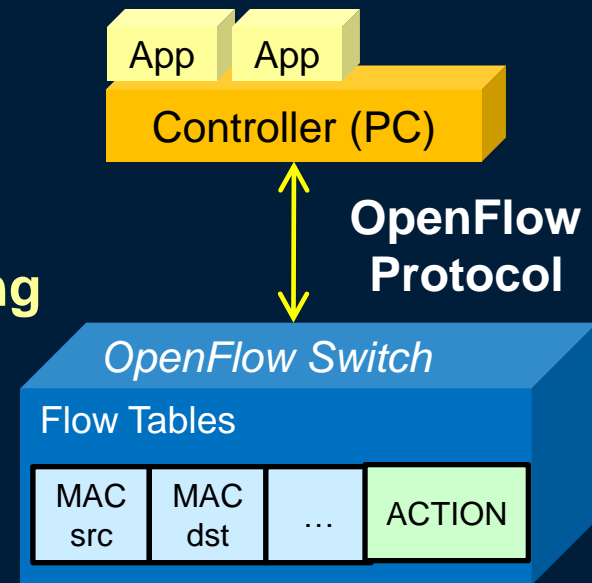 App App
Controller (PC)
OpenFlow
Protocol
ng
OpenFlow Switch
Flow Tables
MAC src
MAC dst
...
ACTION